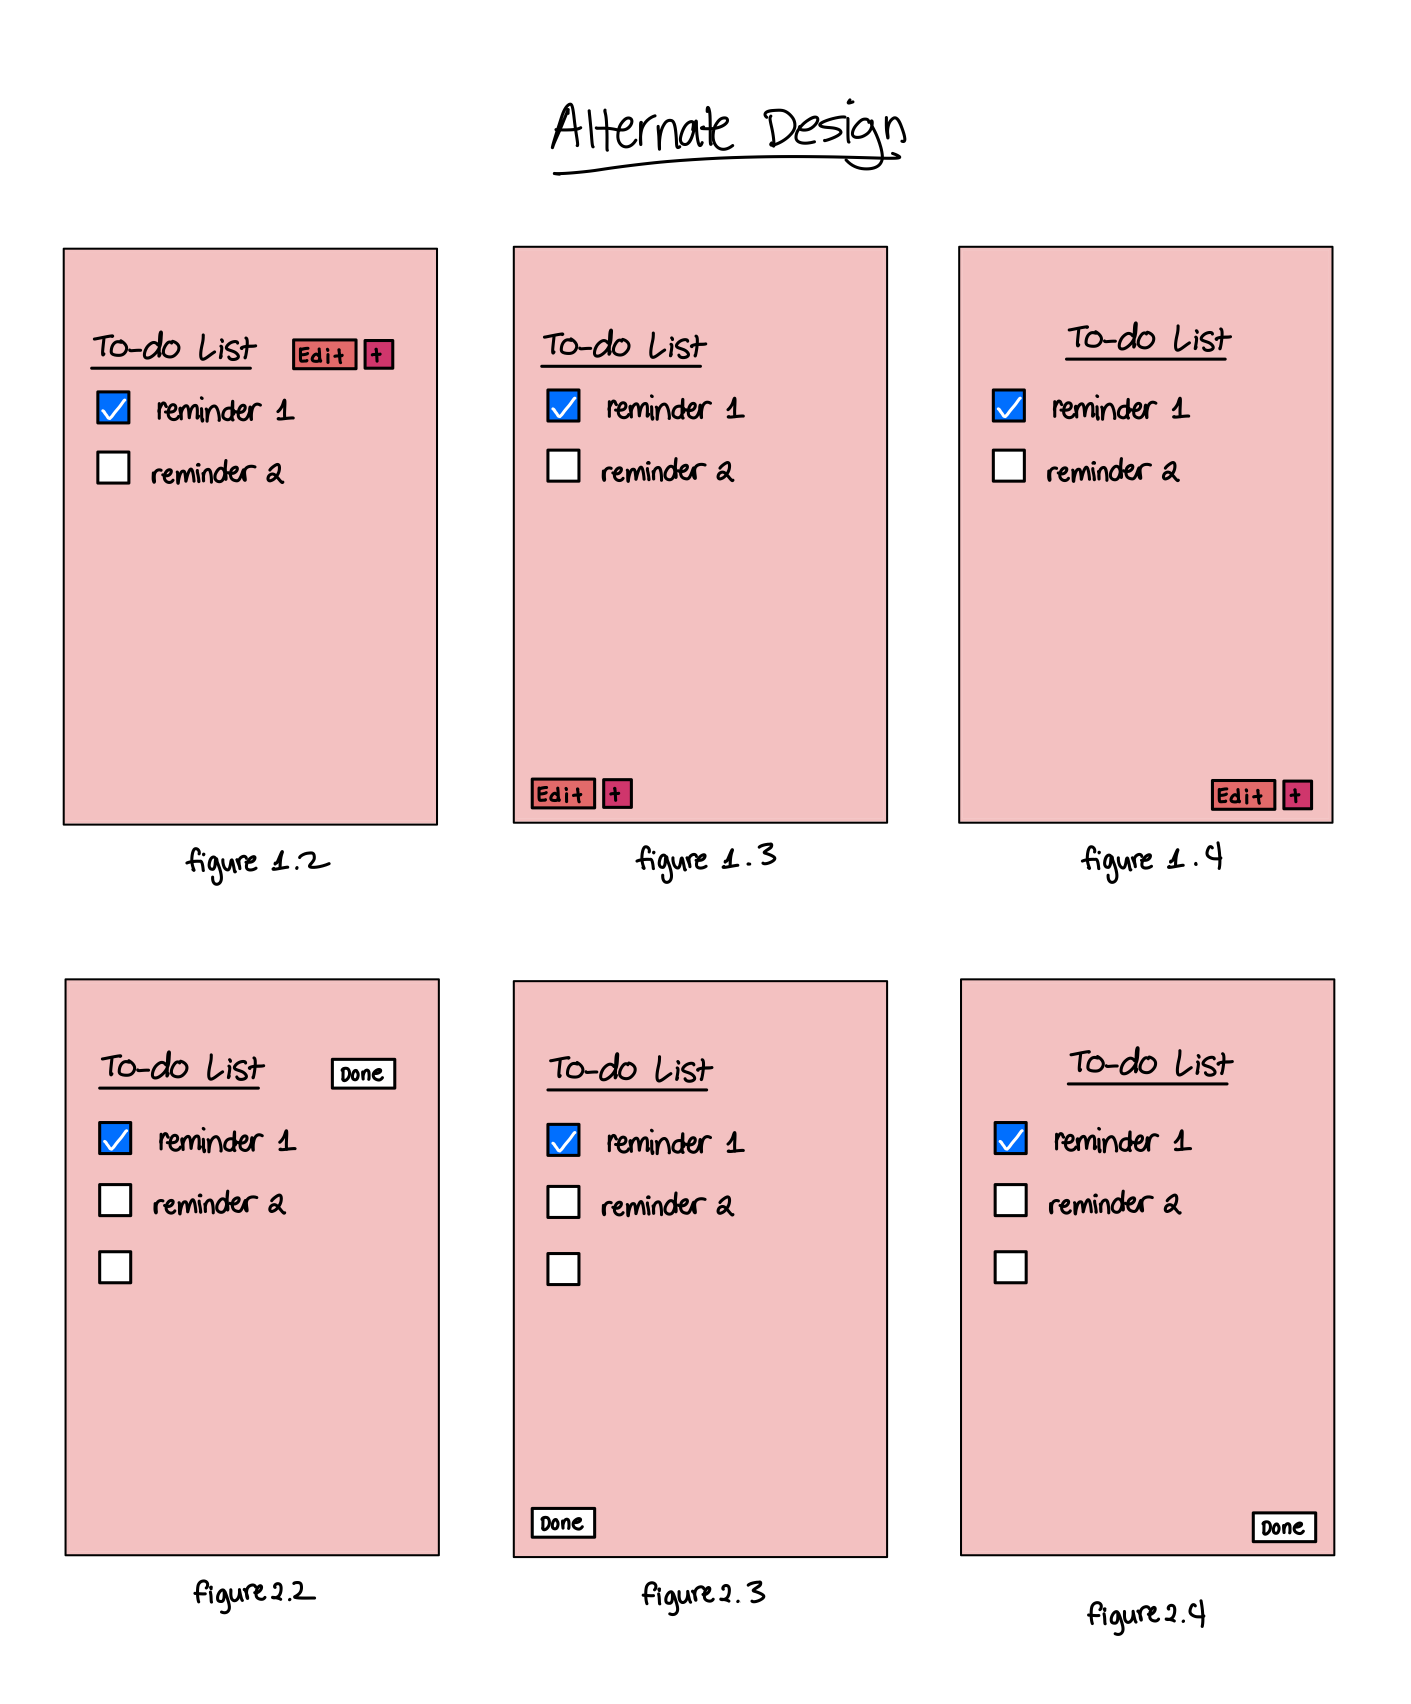 Alternate Design
To-do List
Edit +
reminder 1
reminder 2
figure 1.2
To-do List
reminder 1
reminder 2
Edit +
figure 1.3
To-do List
reminder 1
reminder 2
Edit +
figure 1.4
To-do List
Done
reminder 1
reminder 2
figure 2.2
To-do List
reminder 1
reminder 2
Done
figure 2.3
To-do List
reminder 1
reminder 2
Done
figure 2.4